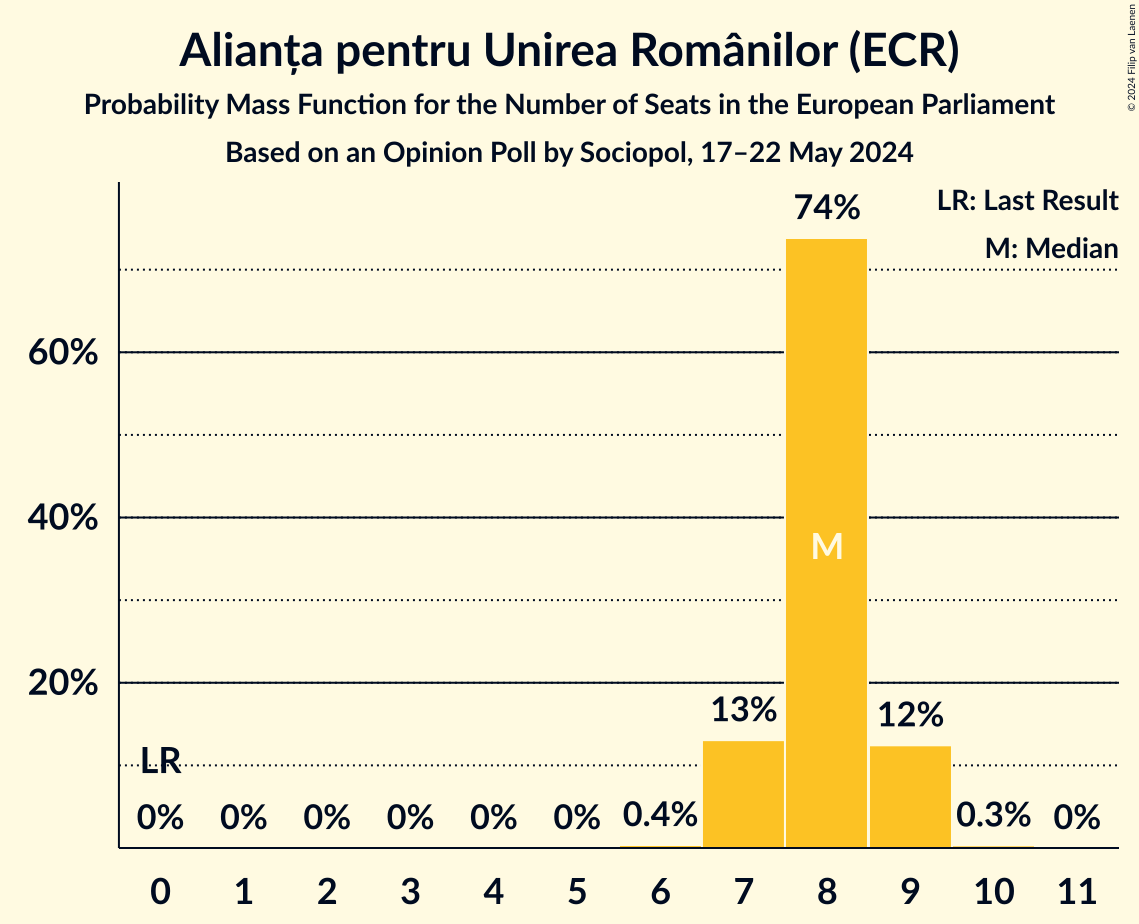 Alianța pentru Unirea Românilor (ECR)
Probability Mass Function for the Number of Seats in the European Parliament
Based on an Opinion Poll by Sociopol, 17–22 May 2024
© 2024 Filip van Laenen
LR: Last Result
M: Median
74%
60%
40%
M
20%
13%
12%
LR
0%
0%
0%
0%
0%
0%
0.4%
0.3%
0%
0 1 2 3 4 5 6 7 8 9 10 11